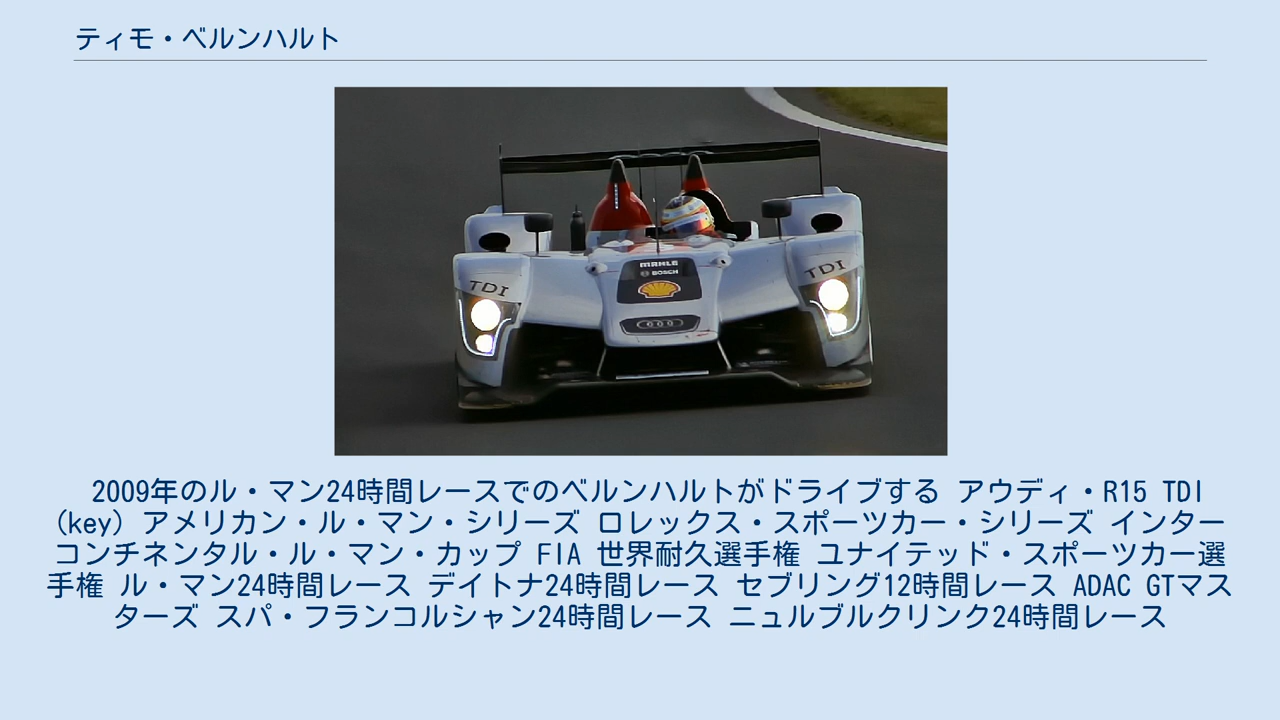 ティモ・ベルンハルト
TDI
TDI
MAHLE
BOSCH
2009年のル・マン24時間レースでのベルンハルトがドライブする アウディ・R15 TDI
(key) アメリカン・ル・マン・シリーズ ロレックス・スポーツカー・シリーズ インター
コンチネンタル・ル・マン・カップ FIA 世界耐久選手権 ユナイテッド・スポーツカー選
手権 ル・マン24時間レース デイトナ24時間レース セブリング12時間レース ADAC GTマス
ターズ スパ・フランコルシャン24時間レース ニュルブルクリンク24時間レース